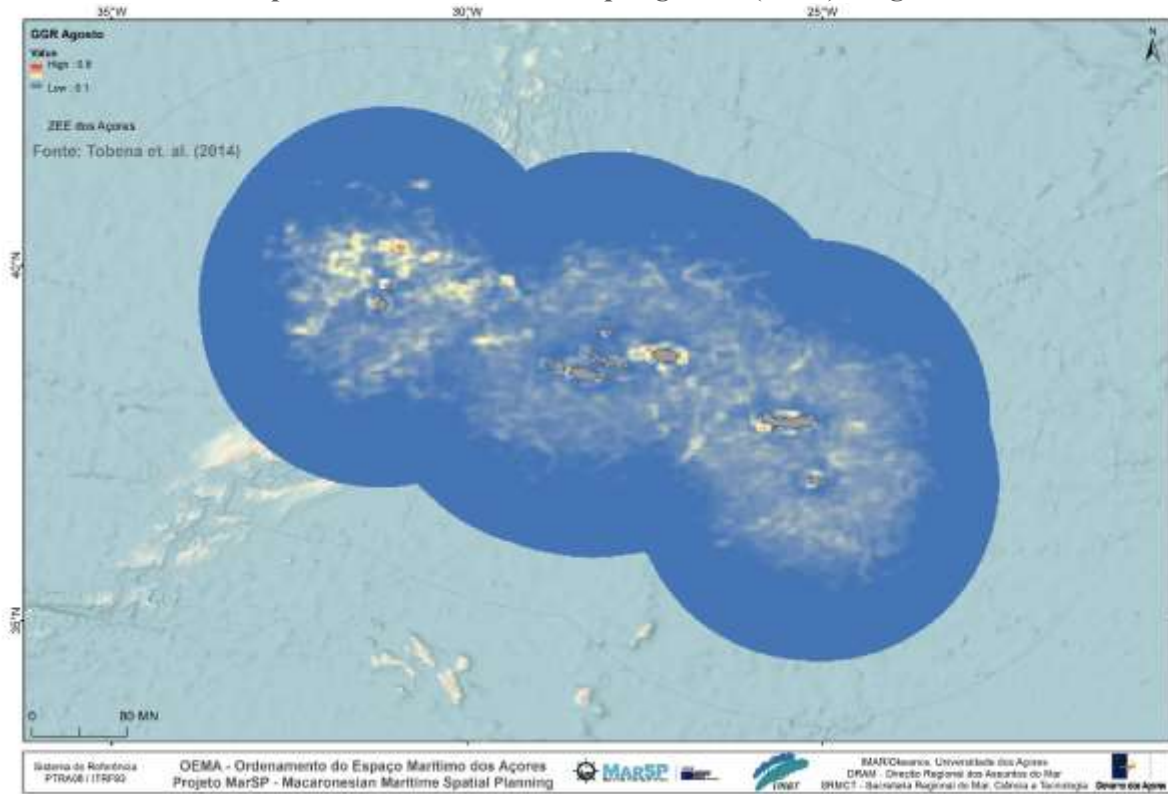 35°W 30°W 25°W
GGR Agosto
Value
High : 0.8
Low : 0.1
ZEE dos Açores
Fonte: Tobena et. al. (2014)
N
40°N
35°N
0 80 MN
Sistema de Referência
PTRA08 / ITRF93
OEMA - Ordenamento do Espaço Marítimo dos Açores
Projeto MarSP - Macaronesian Maritime Spatial Planning
MARSP
IMAR
IMAR/Okeanos, Universidade dos Açores
DRAM - Direção Regional dos Assuntos do Mar
SRMCT - Secretaria Regional do Mar, Ciência e Tecnologia
Governo dos Açores